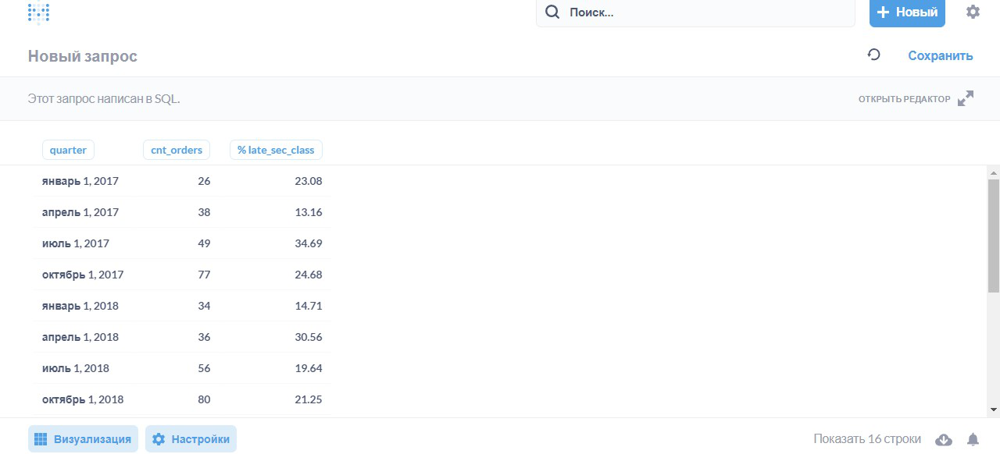 Поиск...
Новый
Новый запрос
Сохранить
Этот запрос написан в SQL.
ОТКРЫТЬ РЕДАКТОР
quarter cnt_orders % late_sec_class
январь 1, 2017 26 23.08
апрель 1, 2017 38 13.16
июль 1, 2017 49 34.69
октябрь 1, 2017 77 24.68
январь 1, 2018 34 14.71
апрель 1, 2018 36 30.56
июль 1, 2018 56 19.64
октябрь 1, 2018 80 21.25
Визуализация
Настройки
Показать 16 строки